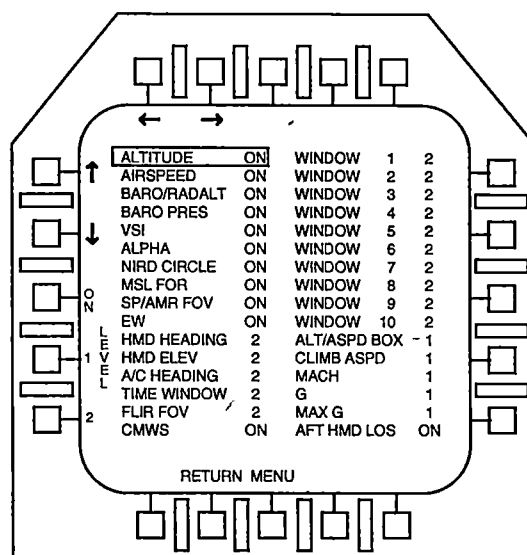 ← →
↑ ALTITUDE ON WINDOW 1 2
AIRSPEED ON WINDOW 2 2
BARO/RADALT ON WINDOW 3 2
BARO PRES ON WINDOW 4 2
↓ VSI ON WINDOW 5 2
ALPHA ON WINDOW 6 2
NIRD CIRCLE ON WINDOW 7 2
ON MSL FOR ON WINDOW 8 2
SP/AMR FOV ON WINDOW 9 2
EW ON WINDOW 10 2
LEVEL
HMD HEADING 2 ALT/ASPD BOX 1
1 HMD ELEV 2 CLIMB ASPD 1
A/C HEADING 2 MACH 1
TIME WINDOW 2 G 1
2 FLIR FOV 2 MAX G 1
CMWS ON AFT HMD LOS ON
RETURN MENU